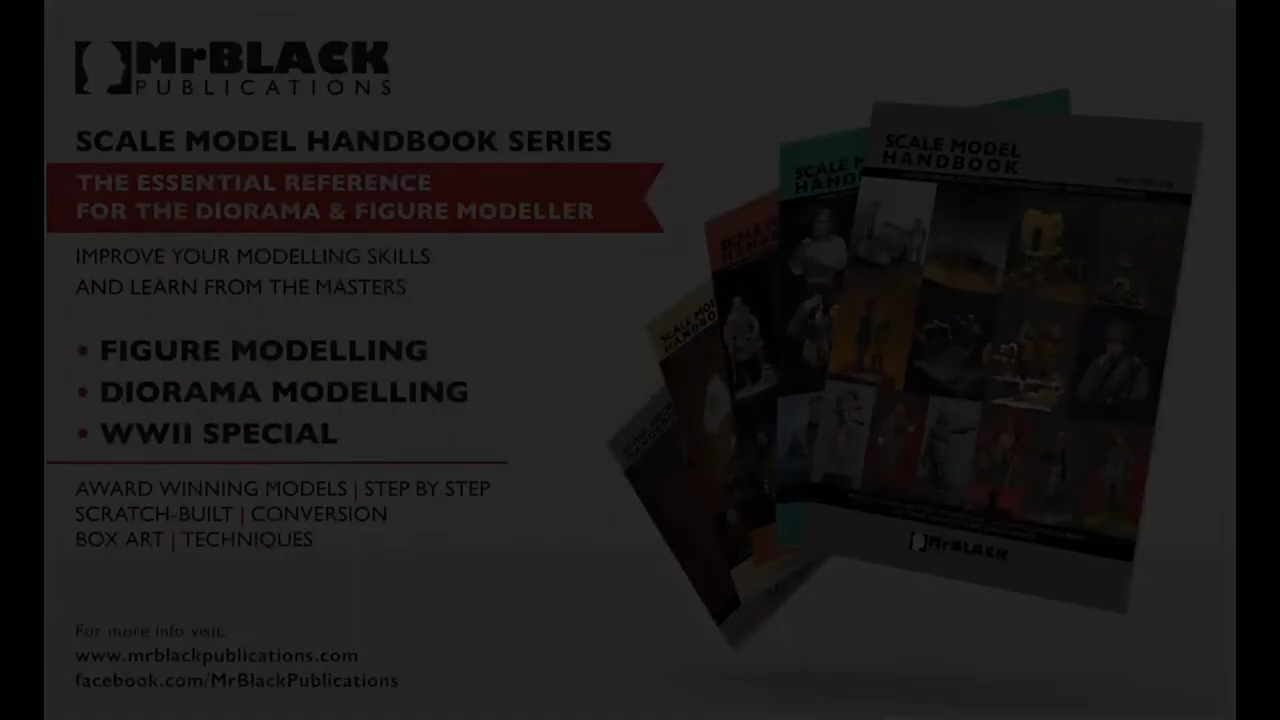 MrBLACK
PUBLICATIONS
SCALE MODEL HANDBOOK SERIES
THE ESSENTIAL REFERENCE
FOR THE DIORAMA & FIGURE MODELLER
IMPROVE YOUR MODELLING SKILLS
AND LEARN FROM THE MASTERS
• FIGURE MODELLING
• DIORAMA MODELLING
• WWII SPECIAL
AWARD WINNING MODELS | STEP BY STEP
SCRATCH-BUILT | CONVERSION
BOX ART | TECHNIQUES
For more info visit:
www.mrblackpublications.com
facebook.com/MrBlackPublications
SCALE MODEL
HANDBOOK
MrBLACK